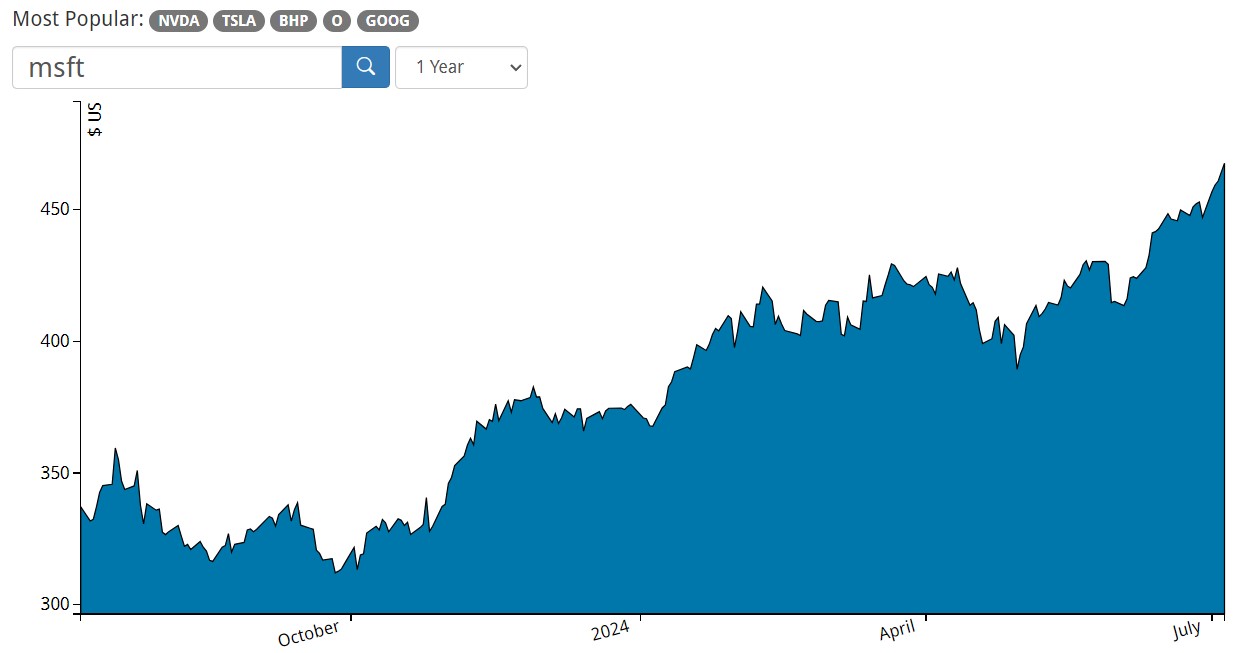 Most Popular: NVDA TSLA BHP O GOOG
msft 1 Year
$ US
450
400
350
300
October 2024 April July